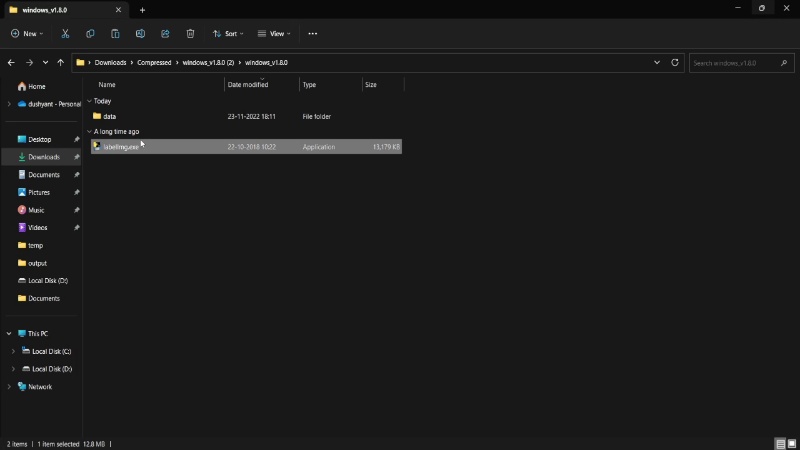 windows_v1.8.0
New
Sort
View
Downloads
Compressed
windows_v1.8.0 (2)
windows_v1.8.0
Search windows_v1.8.0
Name
Date modified
Type
Size
Home
dushyant - Personal
Desktop
Downloads
Documents
Pictures
Music
Videos
temp
output
Local Disk (D:)
Documents
This PC
Local Disk (C:)
Local Disk (D:)
Network
Today
data 23-11-2022 18:11 File folder
A long time ago
labelImg.exe 22-10-2018 10:22 Application 13,179 KB
2 items 1 item selected 12.8 MB